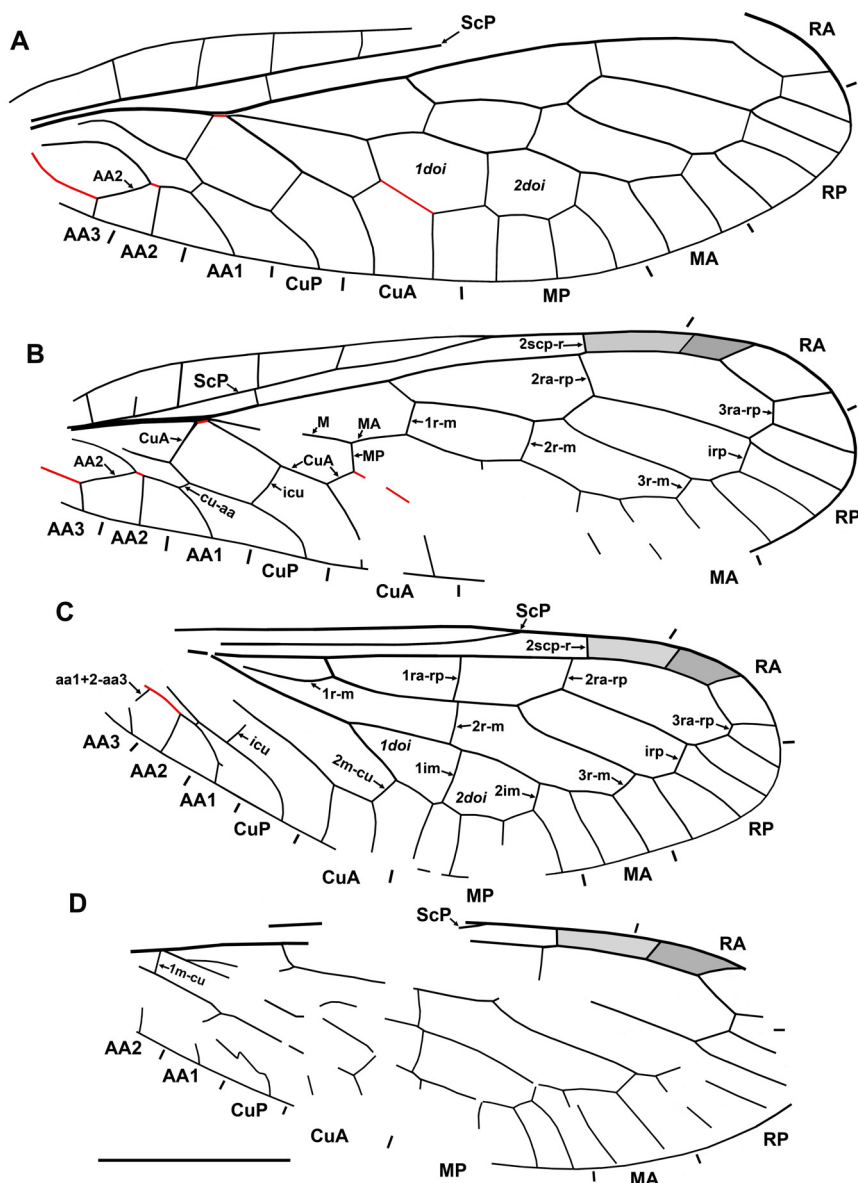 A
ScP
RA
1doi
2doi
AA2
RP
AA3
AA2
AA1
CuP
CuA
MP
MA
B
2scp-r
RA
ScP
2ra-rp
3ra-rp
1r-m
M
MA
CuA
MP
CuA
2r-m
irp
AA2
cu-aa
icu
3r-m
AA3
AA2
AA1
CuP
CuA
MA
C
ScP
2scp-r
RA
aa1+2-aa3
1r-m
1ra-rp
2ra-rp
3ra-rp
icu
1doi
2r-m
irp
2m-cu
1im
2doi
2im
3r-m
AA3
AA2
AA1
CuP
CuA
MP
MA
RP
D
ScP
RA
1m-cu
AA2
AA1
CuP
CuA
MP
MA
RP